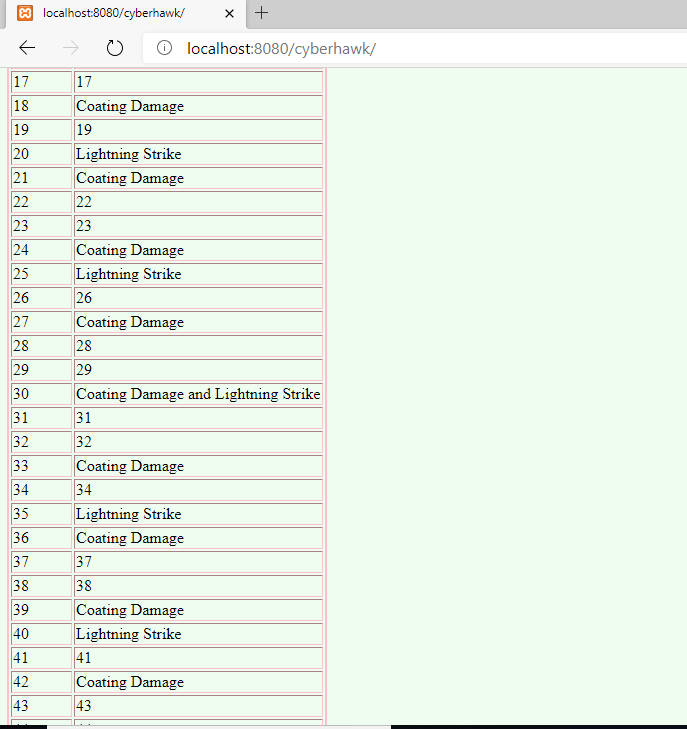 localhost:8080/cyberhawk/
localhost:8080/cyberhawk/
17 17
18 Coating Damage
19 19
20 Lightning Strike
21 Coating Damage
22 22
23 23
24 Coating Damage
25 Lightning Strike
26 26
27 Coating Damage
28 28
29 29
30 Coating Damage and Lightning Strike
31 31
32 32
33 Coating Damage
34 34
35 Lightning Strike
36 Coating Damage
37 37
38 38
39 Coating Damage
40 Lightning Strike
41 41
42 Coating Damage
43 43